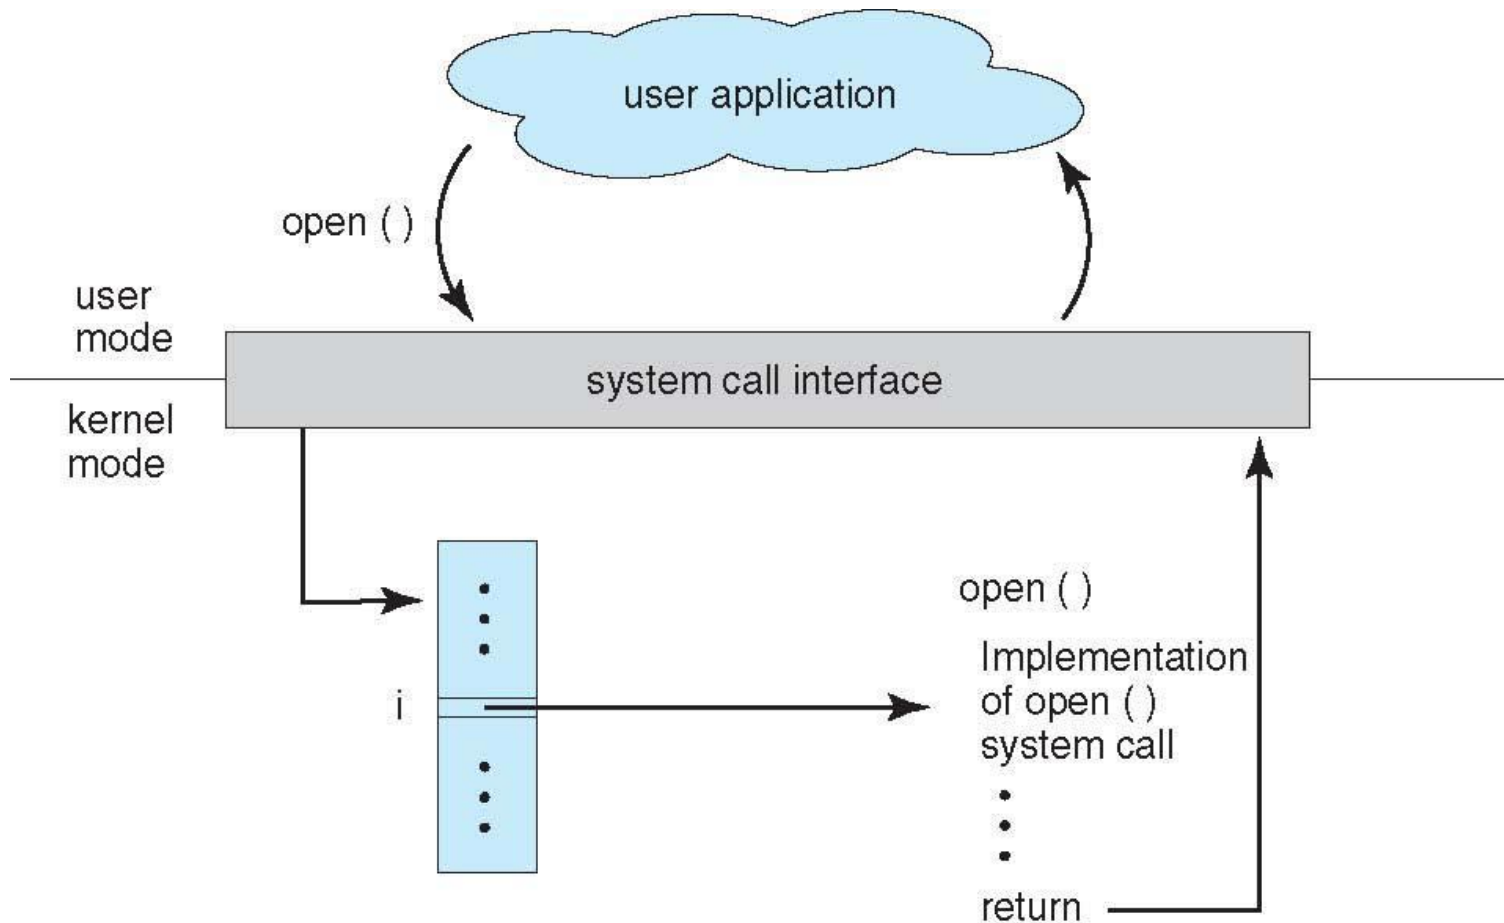 user application
open ( )
user
mode
system call interface
kernel
mode
open ( )
Implementation
of open ( )
system call
i
return